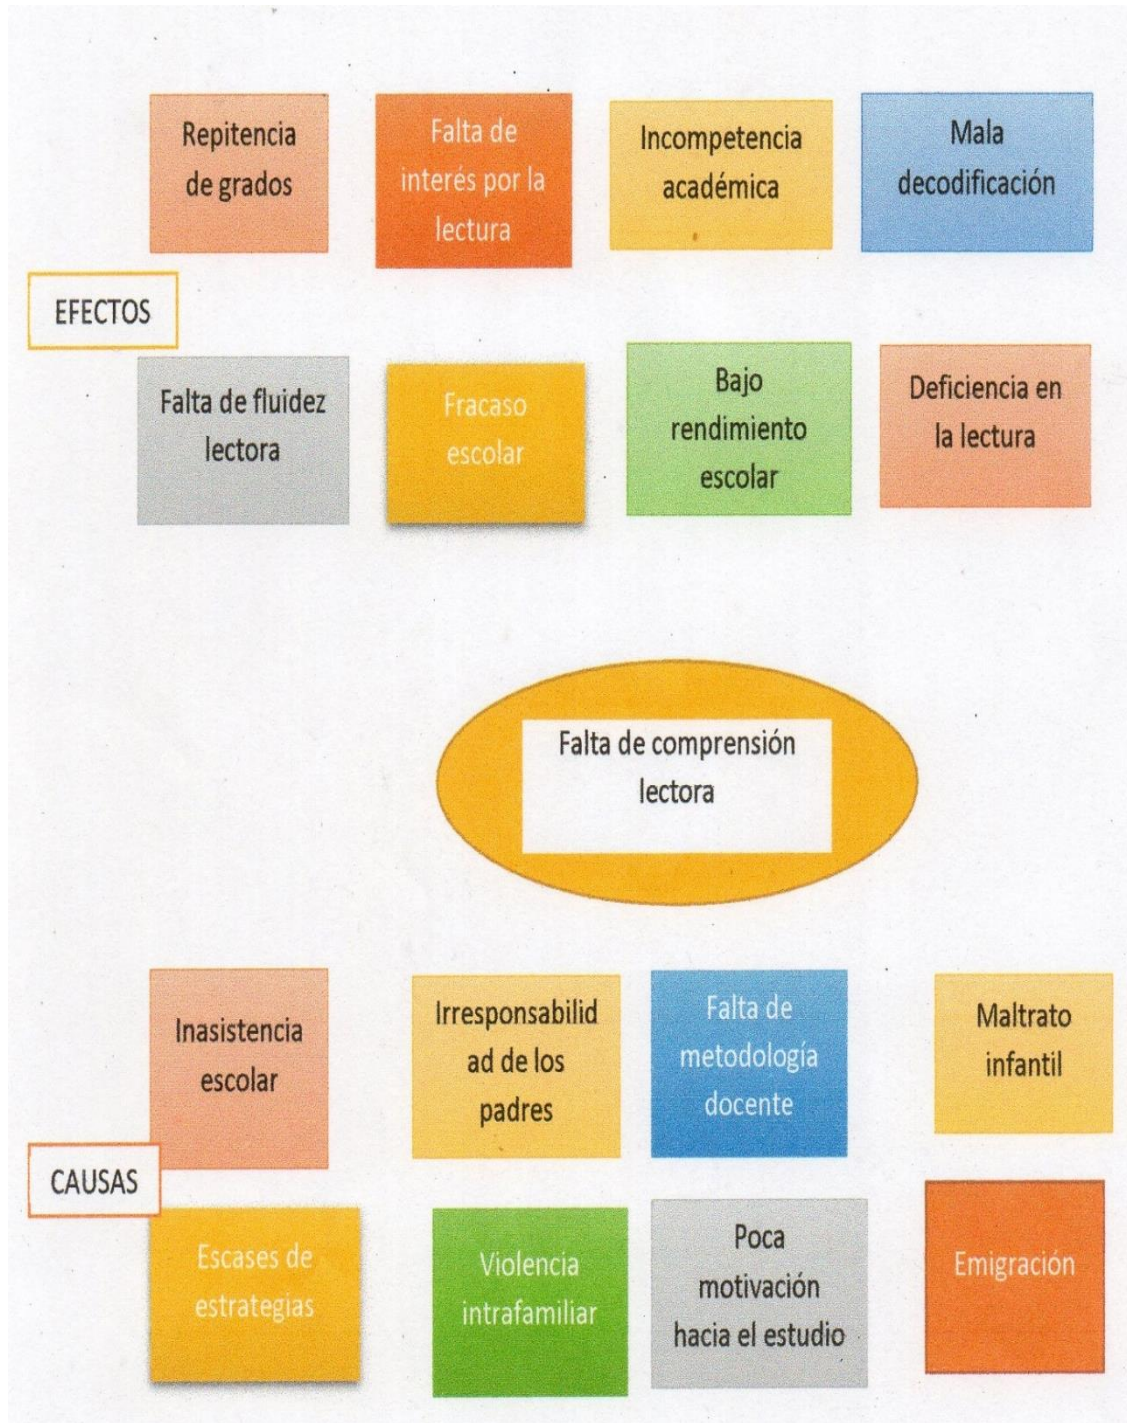 Repitencia
de grados
Falta de
interés por la
lectura
Incompetencia
académica
Mala
decodificación
EFECTOS
Falta de fluidez
lectora
Fracaso
escolar
Bajo
rendimiento
escolar
Deficiencia en
la lectura
Falta de comprensión
lectora
Inasistencia
escolar
Irresponsabilid
ad de los
padres
Falta de
metodología
docente
Maltrato
infantil
CAUSAS
Escases de
estrategias
Violencia
intrafamiliar
Poca
motivación
hacia el estudio
Emigración